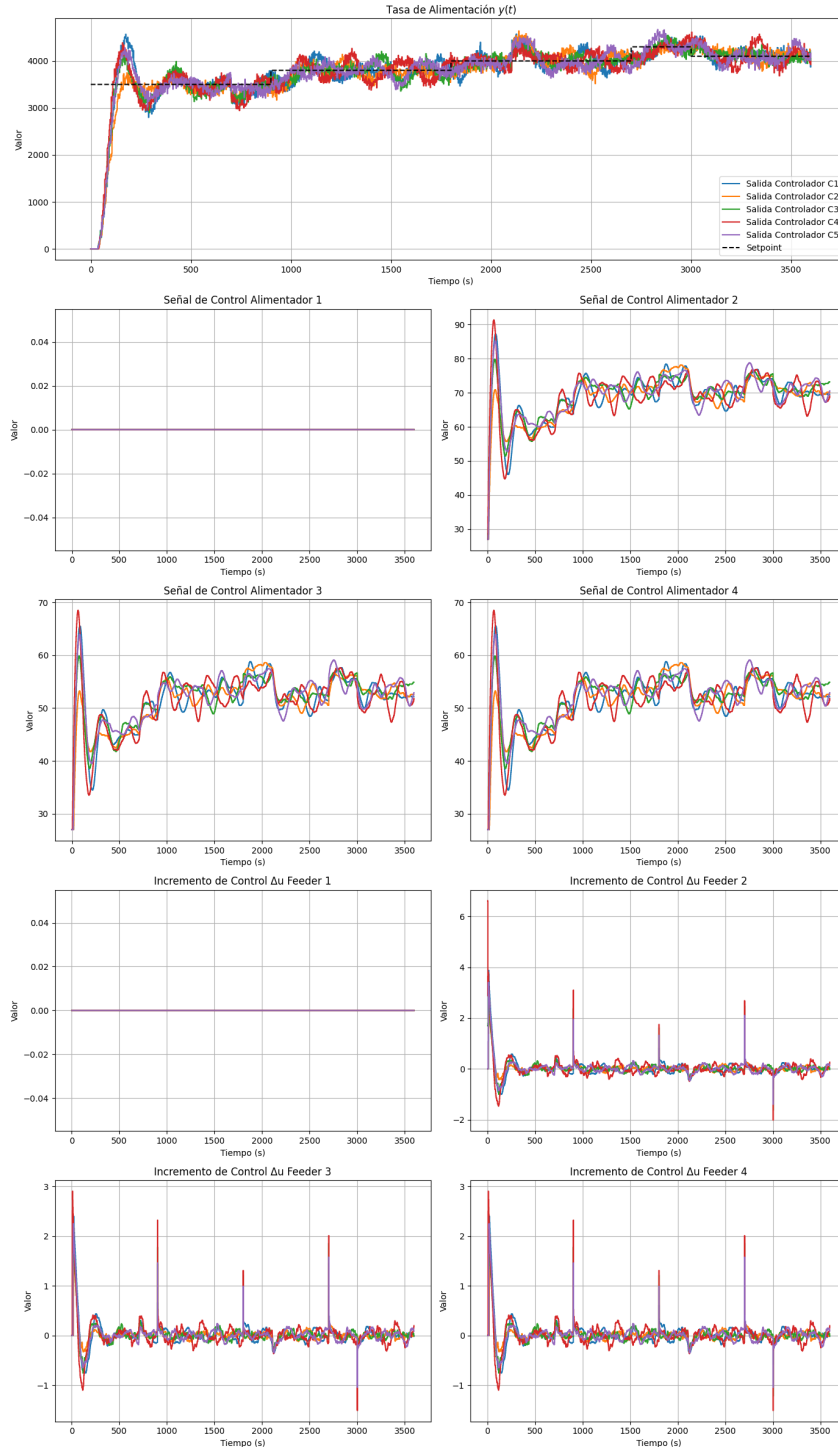 Tasa de Alimentación y(t)
Valor
4000
3000
2000
1000
0
0 500 1000 1500 2000 2500 3000 3500
Tiempo (s)
Salida Controlador C1
Salida Controlador C2
Salida Controlador C3
Salida Controlador C4
Salida Controlador C5
Setpoint
Señal de Control Alimentador 1
Valor
0.04
0.02
0.00
−0.02
−0.04
0 500 1000 1500 2000 2500 3000 3500
Tiempo (s)
Señal de Control Alimentador 2
Valor
90
80
70
60
50
40
30
0 500 1000 1500 2000 2500 3000 3500
Tiempo (s)
Señal de Control Alimentador 3
Valor
70
60
50
40
30
0 500 1000 1500 2000 2500 3000 3500
Tiempo (s)
Señal de Control Alimentador 4
Valor
70
60
50
40
30
0 500 1000 1500 2000 2500 3000 3500
Tiempo (s)
Incremento de Control Δu Feeder 1
Valor
0.04
0.02
0.00
−0.02
−0.04
0 500 1000 1500 2000 2500 3000 3500
Tiempo (s)
Incremento de Control Δu Feeder 2
Valor
6
4
2
0
−2
0 500 1000 1500 2000 2500 3000 3500
Tiempo (s)
Incremento de Control Δu Feeder 3
Valor
3
2
1
0
−1
0 500 1000 1500 2000 2500 3000 3500
Tiempo (s)
Incremento de Control Δu Feeder 4
Valor
3
2
1
0
−1
0 500 1000 1500 2000 2500 3000 3500
Tiempo (s)